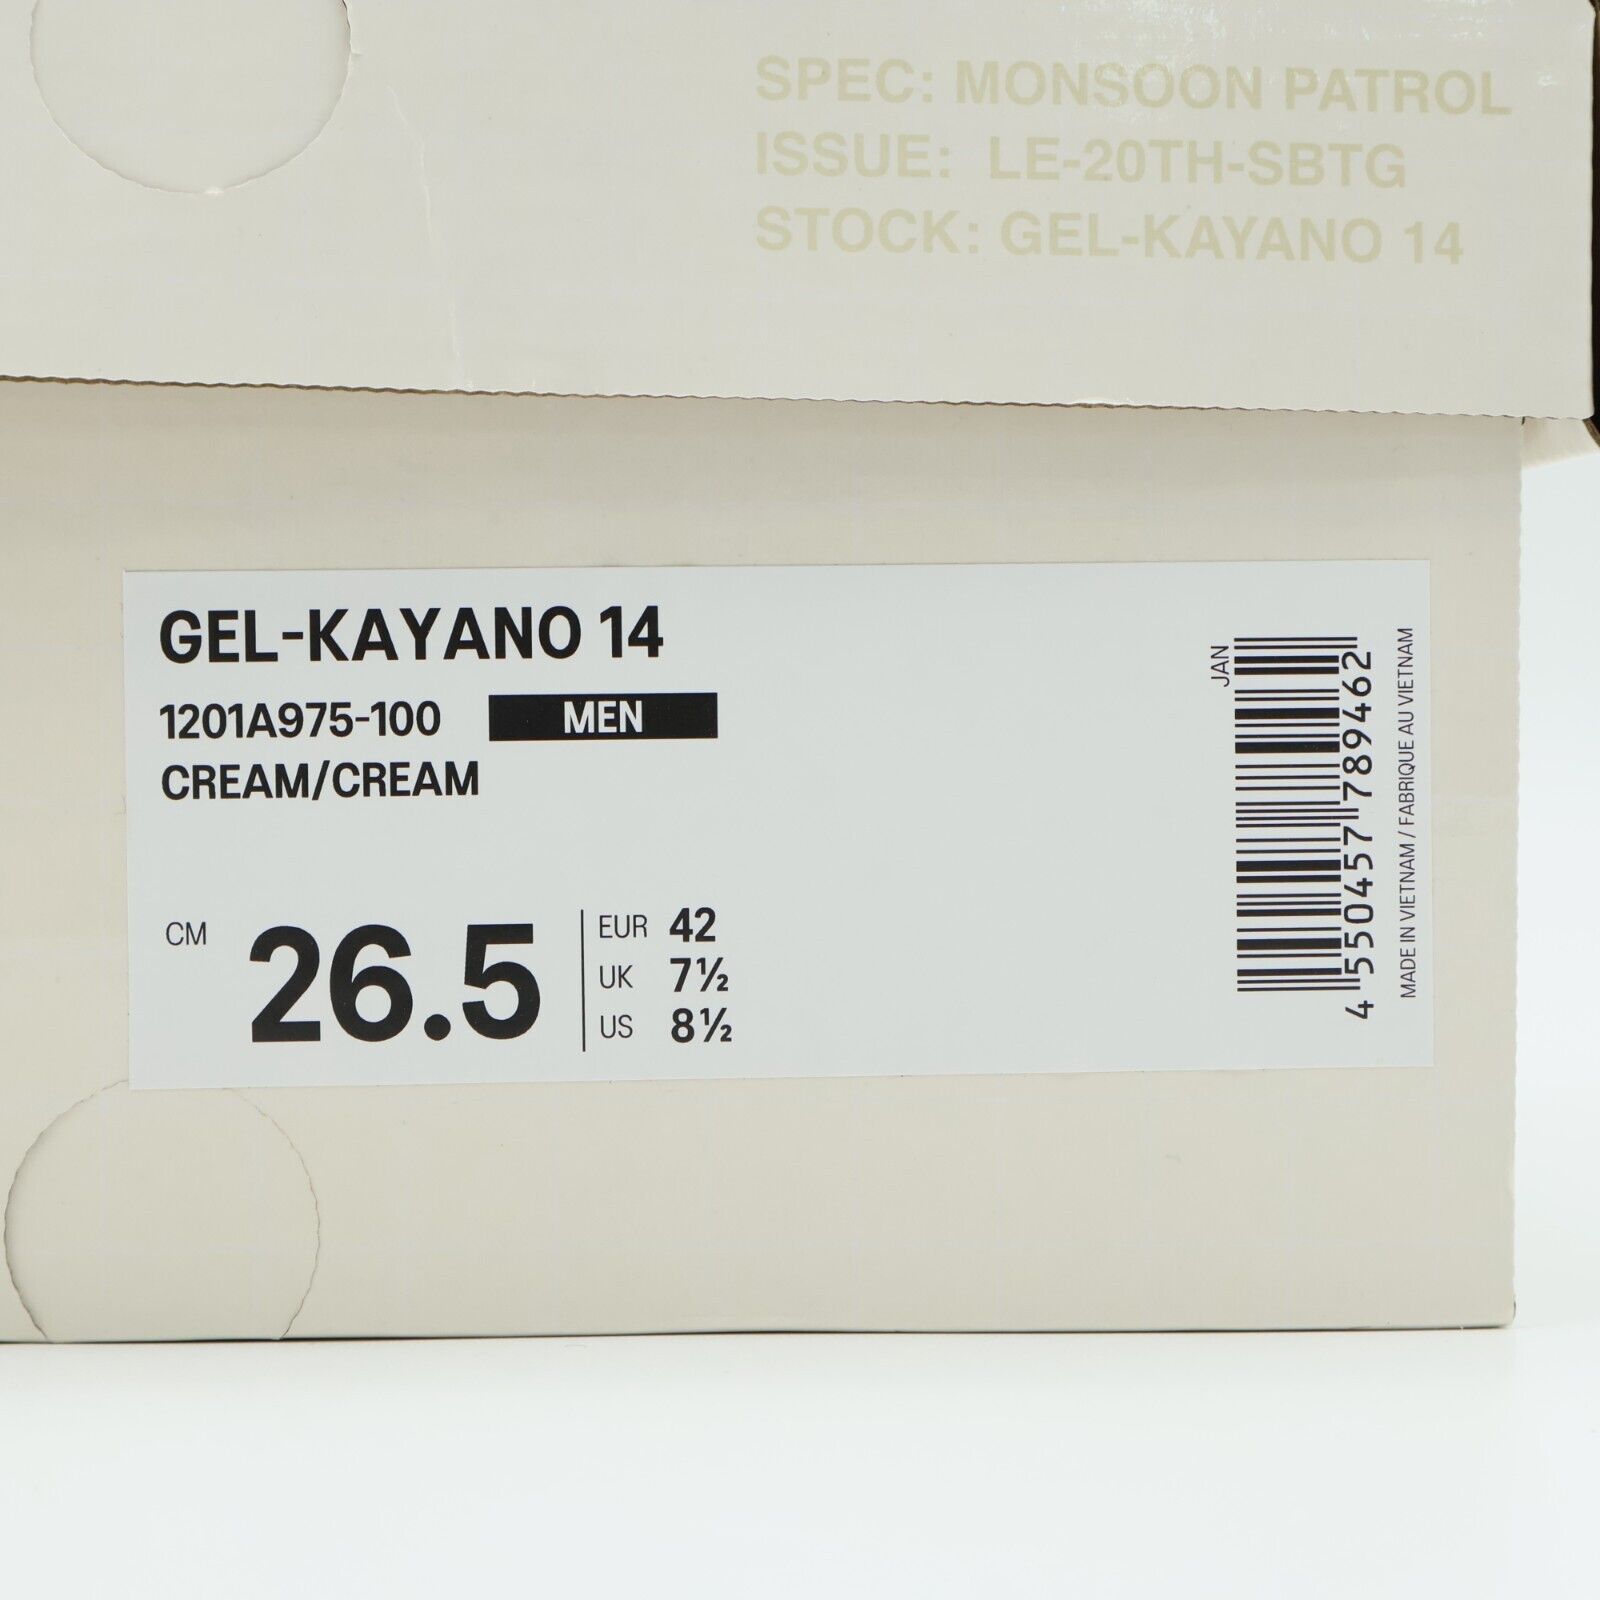 SPEC: MONSOON PATROL
ISSUE: LE-20TH-SBTG
STOCK: GEL-KAYANO 14
GEL-KAYANO 14
1201A975-100 MEN
CREAM/CREAM
CM 26.5
EUR 42
UK 7½
US 8½
JAN
4 550457 789462
MADE IN VIETNAM / FABRIQUE AU VIETNAM